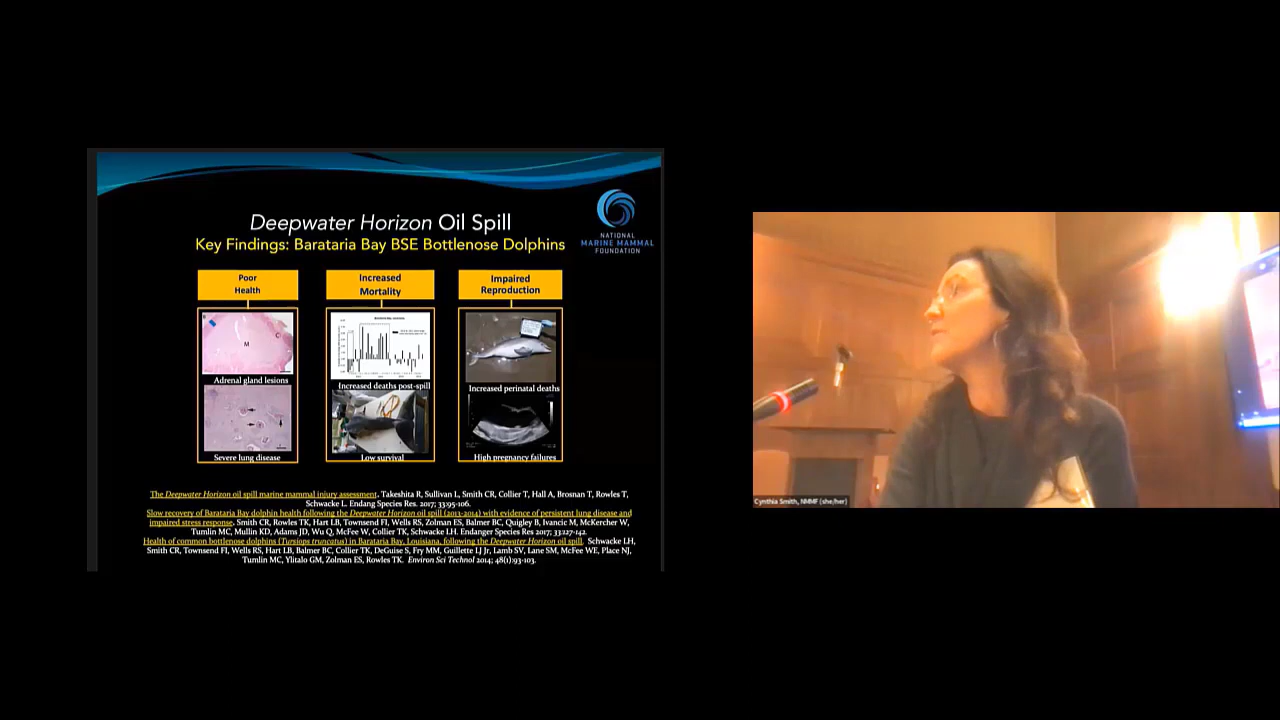 Deepwater Horizon Oil Spill
Key Findings: Barataria Bay BSE Bottlenose Dolphins
NATIONAL
MARINE MAMMAL
FOUNDATION
Poor
Health
Increased
Mortality
Impaired
Reproduction
M
C
Adrenal gland lesions
Severe lung disease
Increased deaths post-spill
Low survival
Increased perinatal deaths
High pregnancy failures
The Deepwater Horizon oil spill marine mammal injury assessment. Takeshita R, Sullivan L, Smith CR, Collier T, Hall A, Brosnan T, Rowles T,
Schwacke L. Endang Species Res. 2017; 33:95-106.
Slow recovery of Barataria Bay dolphin health following the Deepwater Horizon oil spill (2013-2014) with evidence of persistent lung disease and
impaired stress response. Smith CR, Rowles TK, Hart LB, Townsend FI, Wells RS, Zolman ES, Balmer BC, Quigley B, Ivancic M, McKercher W,
Tumlin MC, Mullin KD, Adams JD, Wu Q, McFee W, Collier TK, Schwacke LH. Endanger Species Res 2017; 33:127-142.
Health of common bottlenose dolphins (Tursiops truncatus) in Barataria Bay, Louisiana, following the Deepwater Horizon oil spill. Schwacke LH,
Smith CR, Townsend FI, Wells RS, Hart LB, Balmer BC, Collier TK, DeGuise S, Fry MM, Guillette LJ Jr, Lamb SV, Lane SM, McFee WE, Place NJ,
Tumlin MC, Ylitalo GM, Zolman ES, Rowles TK. Environ Sci Technol 2014; 48(1):93-103.
Cynthia Smith, NMMF (she/her)